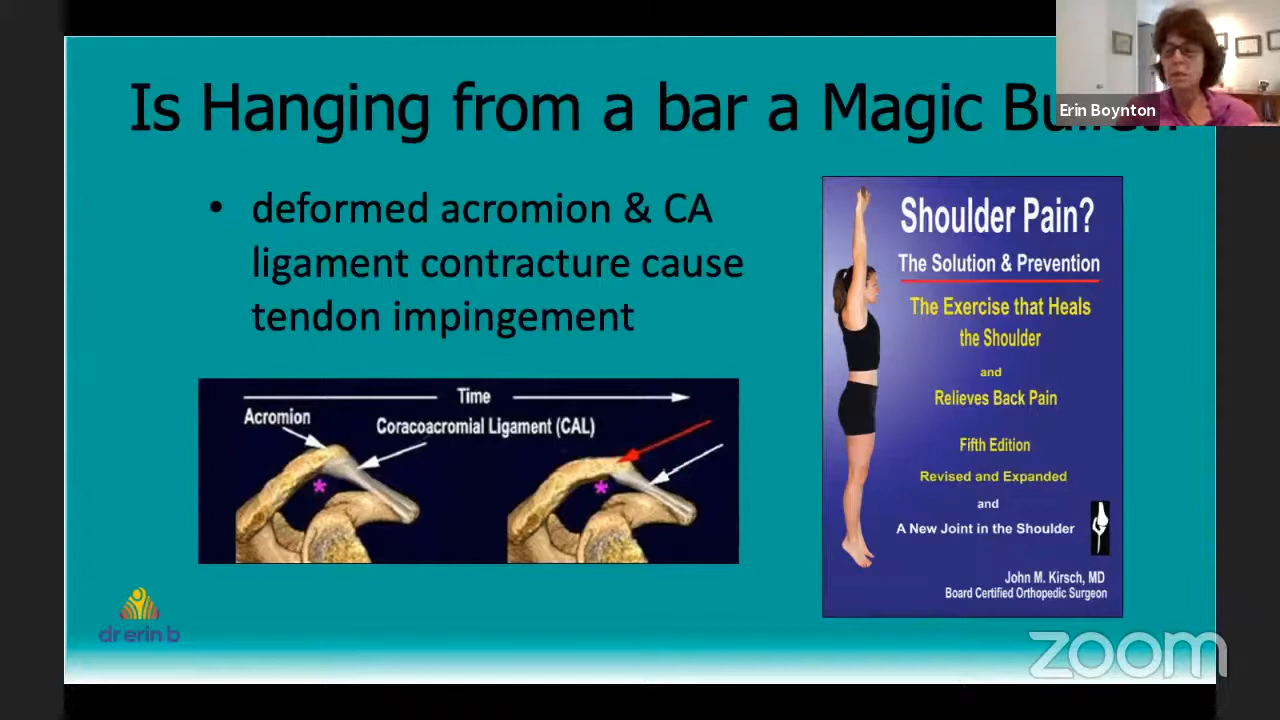 Is Hanging from a bar a Magic
Erin Boynton
• deformed acromion & CA
ligament contracture cause
tendon impingement
Time
Acromion
Coracoacromial Ligament (CAL)
*
*
Shoulder Pain?
The Solution & Prevention
The Exercise that Heals
the Shoulder
and
Relieves Back Pain
Fifth Edition
Revised and Expanded
and
A New Joint in the Shoulder
John M. Kirsch, MD
Board Certified Orthopedic Surgeon
dr erin b
zoom